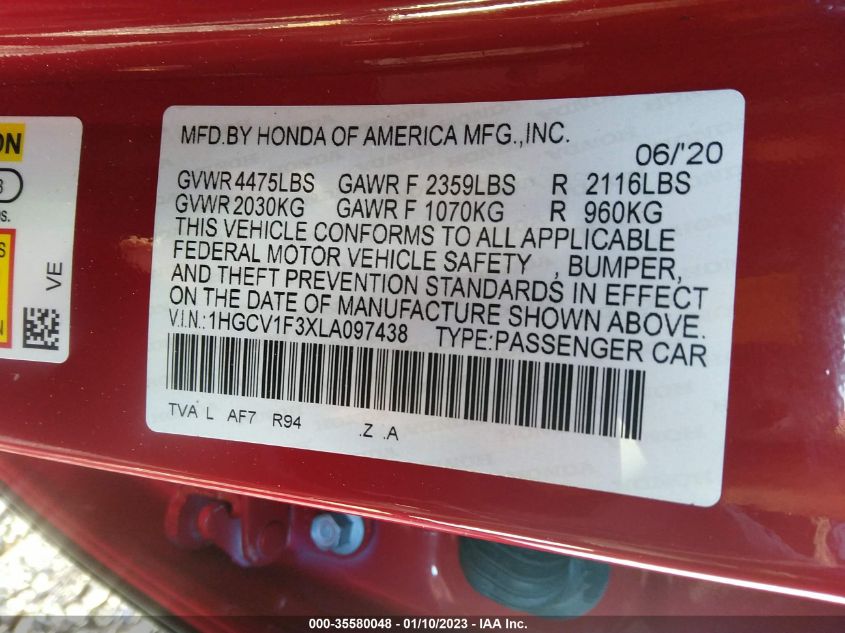 MFD.BY HONDA OF AMERICA MFG.,INC.
06/'20
GVWR 4475LBS GAWR F 2359LBS R 2116LBS
GVWR 2030KG GAWR F 1070KG R 960KG
THIS VEHICLE CONFORMS TO ALL APPLICABLE
FEDERAL MOTOR VEHICLE SAFETY , BUMPER,
AND THEFT PREVENTION STANDARDS IN EFFECT
ON THE DATE OF MANUFACTURE SHOWN ABOVE.
V.I.N.:1HGCV1F3XLA097438 TYPE:PASSENGER CAR
TVA L AF7 R94 .Z .A
VE
000-35580048 - 01/10/2023 - IAA Inc.